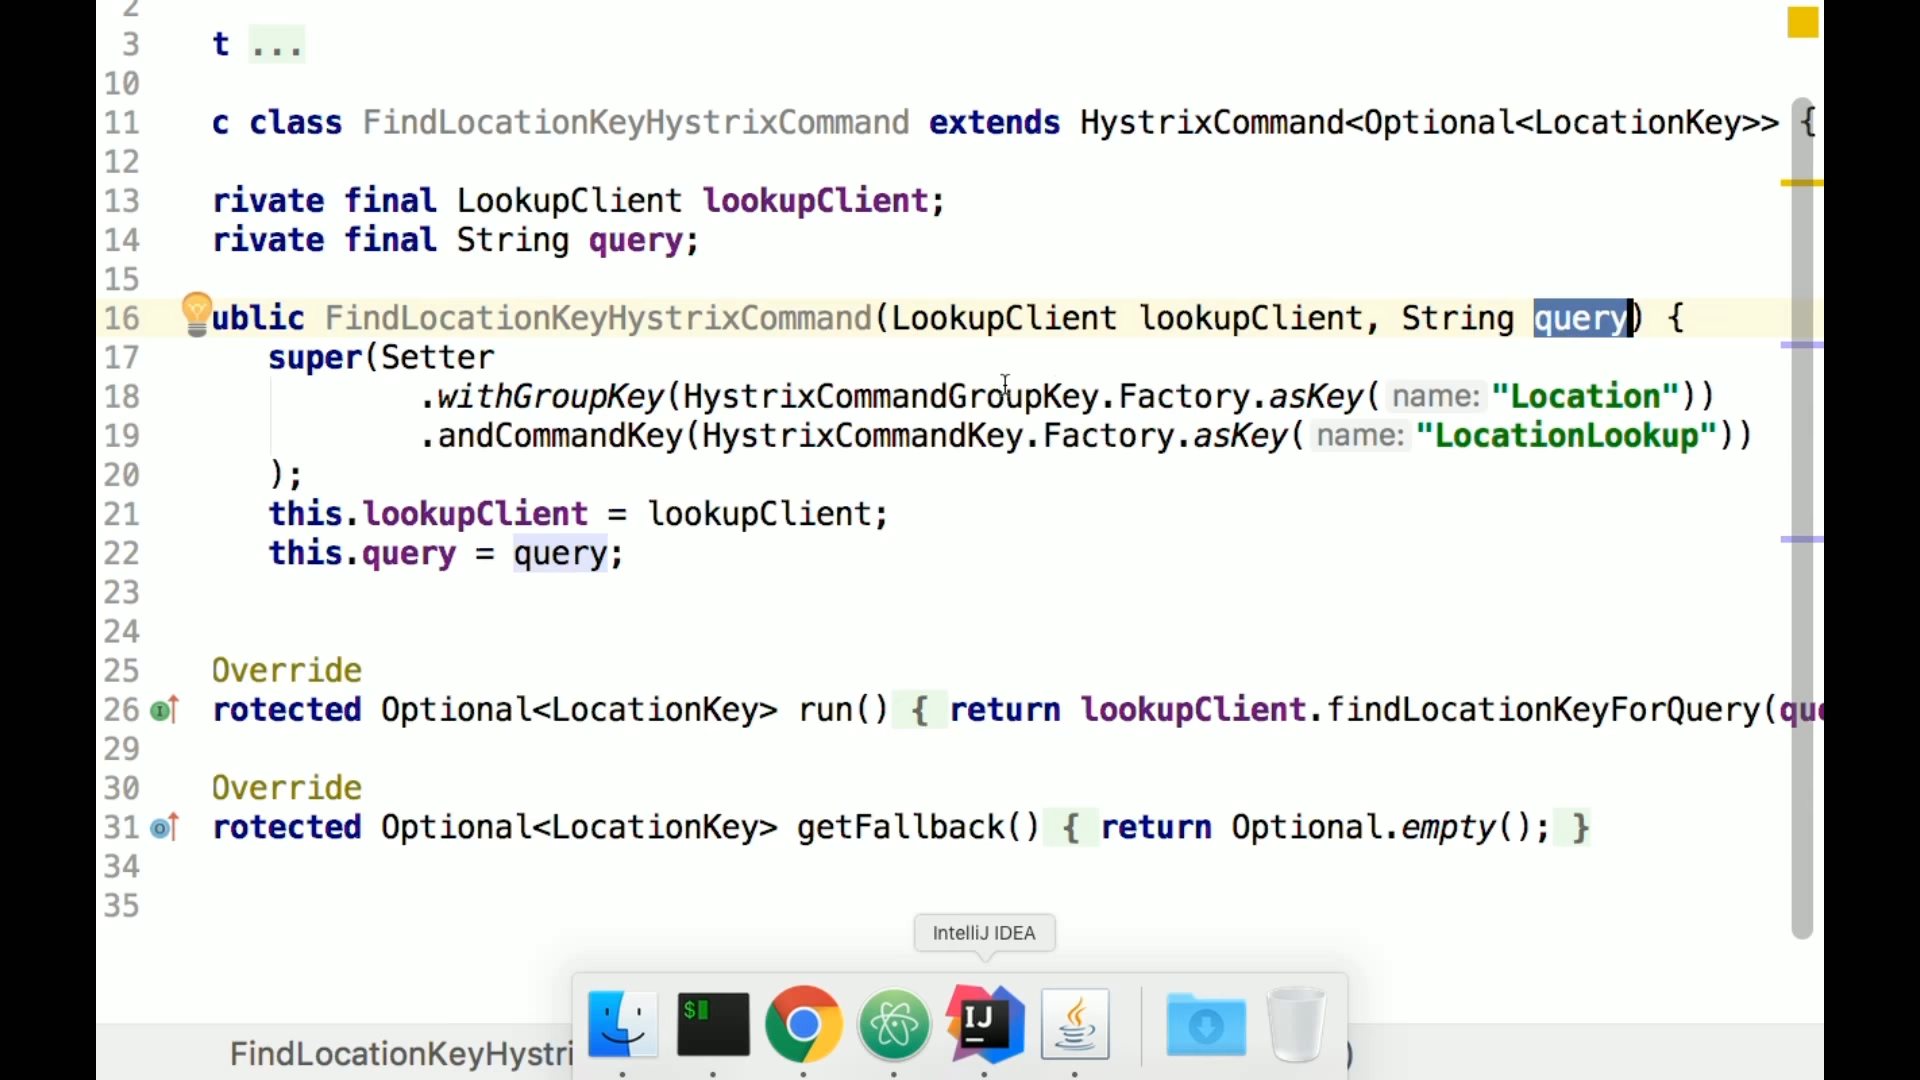 2
3 t ...
10
11 c class FindLocationKeyHystrixCommand extends HystrixCommand<Optional<LocationKey>> {
12
13 rivate final LookupClient lookupClient;
14 rivate final String query;
15
16 ublic FindLocationKeyHystrixCommand(LookupClient lookupClient, String query) {
17 super(Setter
18 .withGroupKey(HystrixCommandGroupKey.Factory.asKey( name: "Location"))
19 .andCommandKey(HystrixCommandKey.Factory.asKey( name: "LocationLookup"))
20 );
21 this.lookupClient = lookupClient;
22 this.query = query;
23
24
25 Override
26 rotected Optional<LocationKey> run() { return lookupClient.findLocationKeyForQuery(que
29
30 Override
31 rotected Optional<LocationKey> getFallback() { return Optional.empty(); }
34
35
IntelliJ IDEA
$
IJ
FindLocationKeyHystri )